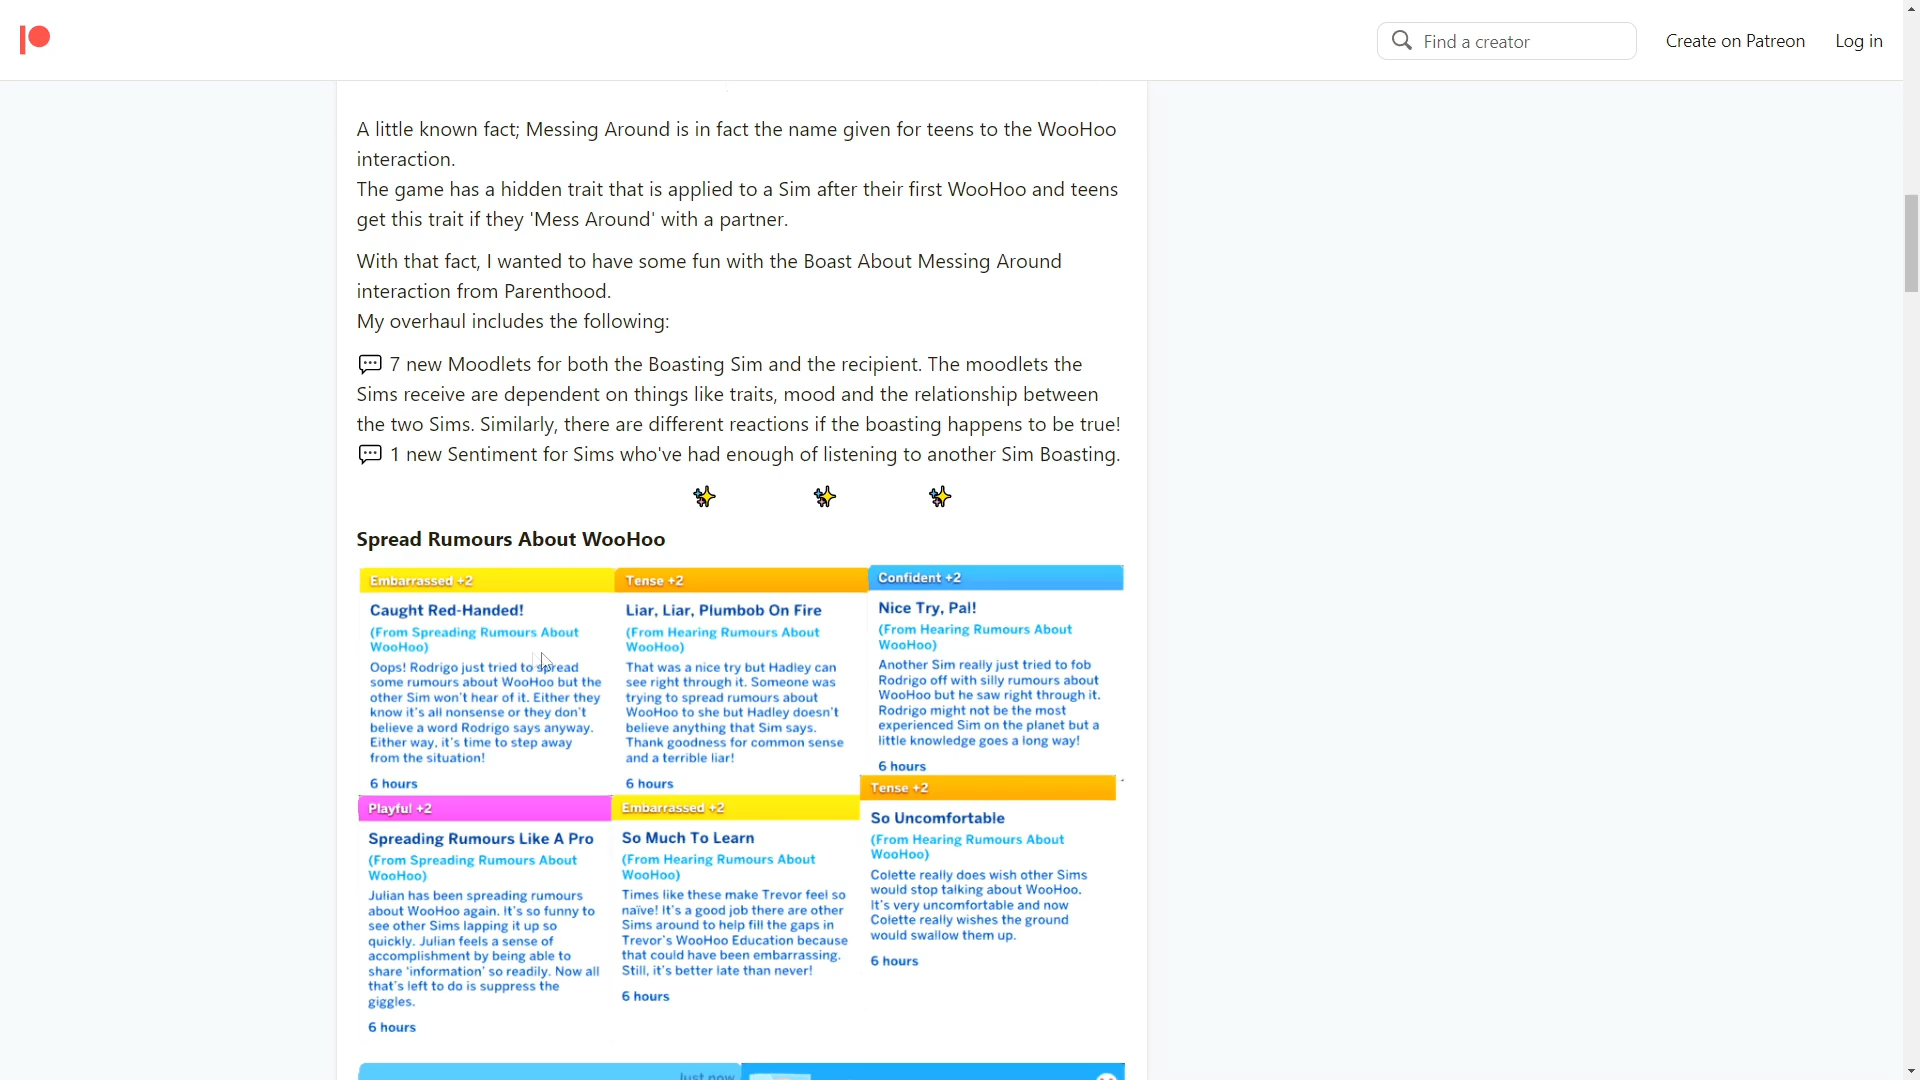 Find a creator
Create on Patreon
Log in
A little known fact; Messing Around is in fact the name given for teens to the WooHoo
interaction.
The game has a hidden trait that is applied to a Sim after their first WooHoo and teens
get this trait if they 'Mess Around' with a partner.
With that fact, I wanted to have some fun with the Boast About Messing Around
interaction from Parenthood.
My overhaul includes the following:
💬 7 new Moodlets for both the Boasting Sim and the recipient. The moodlets the
Sims receive are dependent on things like traits, mood and the relationship between
the two Sims. Similarly, there are different reactions if the boasting happens to be true!
💬 1 new Sentiment for Sims who've had enough of listening to another Sim Boasting.
✨ ✨ ✨
Spread Rumours About WooHoo
Embarrassed +2
Caught Red-Handed!
(From Spreading Rumours About
WooHoo)
Oops! Rodrigo just tried to spread
some rumours about WooHoo but the
other Sim won't hear of it. Either they
know it's all nonsense or they don't
believe a word Rodrigo says anyway.
Either way, it's time to step away
from the situation!
6 hours
Tense +2
Liar, Liar, Plumbob On Fire
(From Hearing Rumours About
WooHoo)
That was a nice try but Hadley can
see right through it. Someone was
trying to spread rumours about
WooHoo to she but Hadley doesn't
believe anything that Sim says.
Thank goodness for common sense
and a terrible liar!
6 hours
Confident +2
Nice Try, Pal!
(From Hearing Rumours About
WooHoo)
Another Sim really just tried to fob
Rodrigo off with silly rumours about
WooHoo but he saw right through it.
Rodrigo might not be the most
experienced Sim on the planet but a
little knowledge goes a long way!
6 hours
Playful +2
Spreading Rumours Like A Pro
(From Spreading Rumours About
WooHoo)
Julian has been spreading rumours
about WooHoo again. It's so funny to
see other Sims lapping it up so
quickly. Julian feels a sense of
accomplishment by being able to
share 'information' so readily. Now all
that's left to do is suppress the
giggles.
6 hours
Embarrassed +2
So Much To Learn
(From Hearing Rumours About
WooHoo)
Times like these make Trevor feel so
naïve! It's a good job there are other
Sims around to help fill the gaps in
Trevor's WooHoo Education because
that could have been embarrassing.
Still, it's better late than never!
6 hours
Tense +2
So Uncomfortable
(From Hearing Rumours About
WooHoo)
Colette really does wish other Sims
would stop talking about WooHoo.
It's very uncomfortable and now
Colette really wishes the ground
would swallow them up.
6 hours
Just now